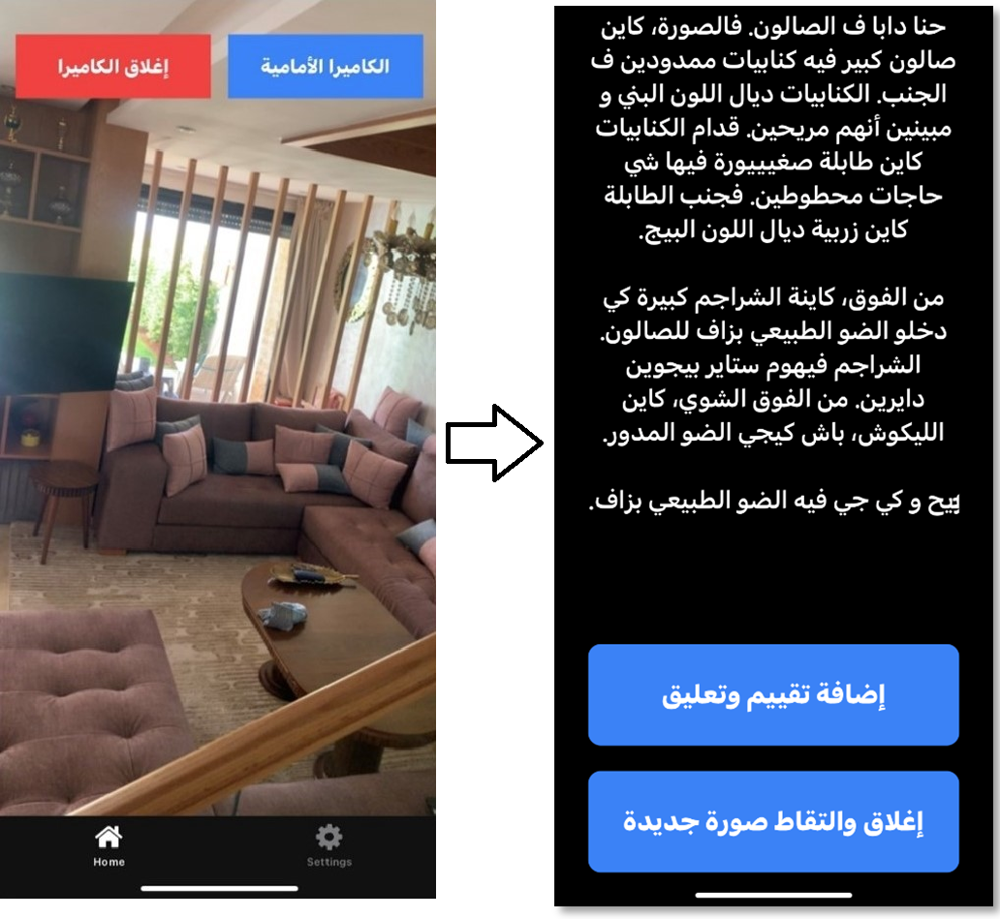 إغلاق الكاميرا
الكاميرا الأمامية
Home
Settings
حنا دابا ف الصالون. فالصورة، كاين
صالون كبير فيه كنابيات ممدودين ف
الجنب. الكنابيات ديال اللون البني و
مبينين أنهم مريحين. قدام الكنابيات
كاين طابلة صغيييورة فيها شي
حاجات محطوطين. فجنب الطابلة
كاين زربية ديال اللون البيج.
من الفوق، كاينة الشراجم كبيرة كي
دخلو الضو الطبيعي بزاف للصالون.
الشراجم فيهوم ستاير بيجوين
دايرين. من الفوق الشوي، كاين
الليكوش، باش كيجي الضو المدور.
و كي جي فيه الضو الطبيعي بزاف.
إضافة تقييم وتعليق
إغلاق والتقاط صورة جديدة